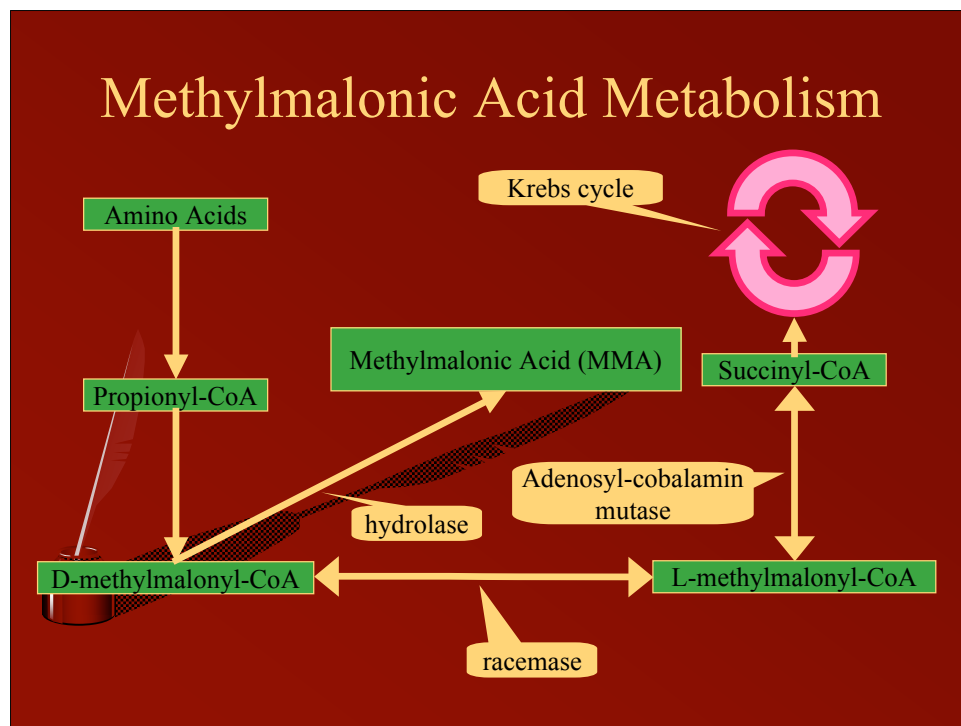 Methylmalonic Acid Metabolism
Krebs cycle
Amino Acids
Methylmalonic Acid (MMA)
Succinyl-CoA
Propionyl-CoA
Adenosyl-cobalamin
mutase
hydrolase
D-methylmalonyl-CoA
L-methylmalonyl-CoA
racemase